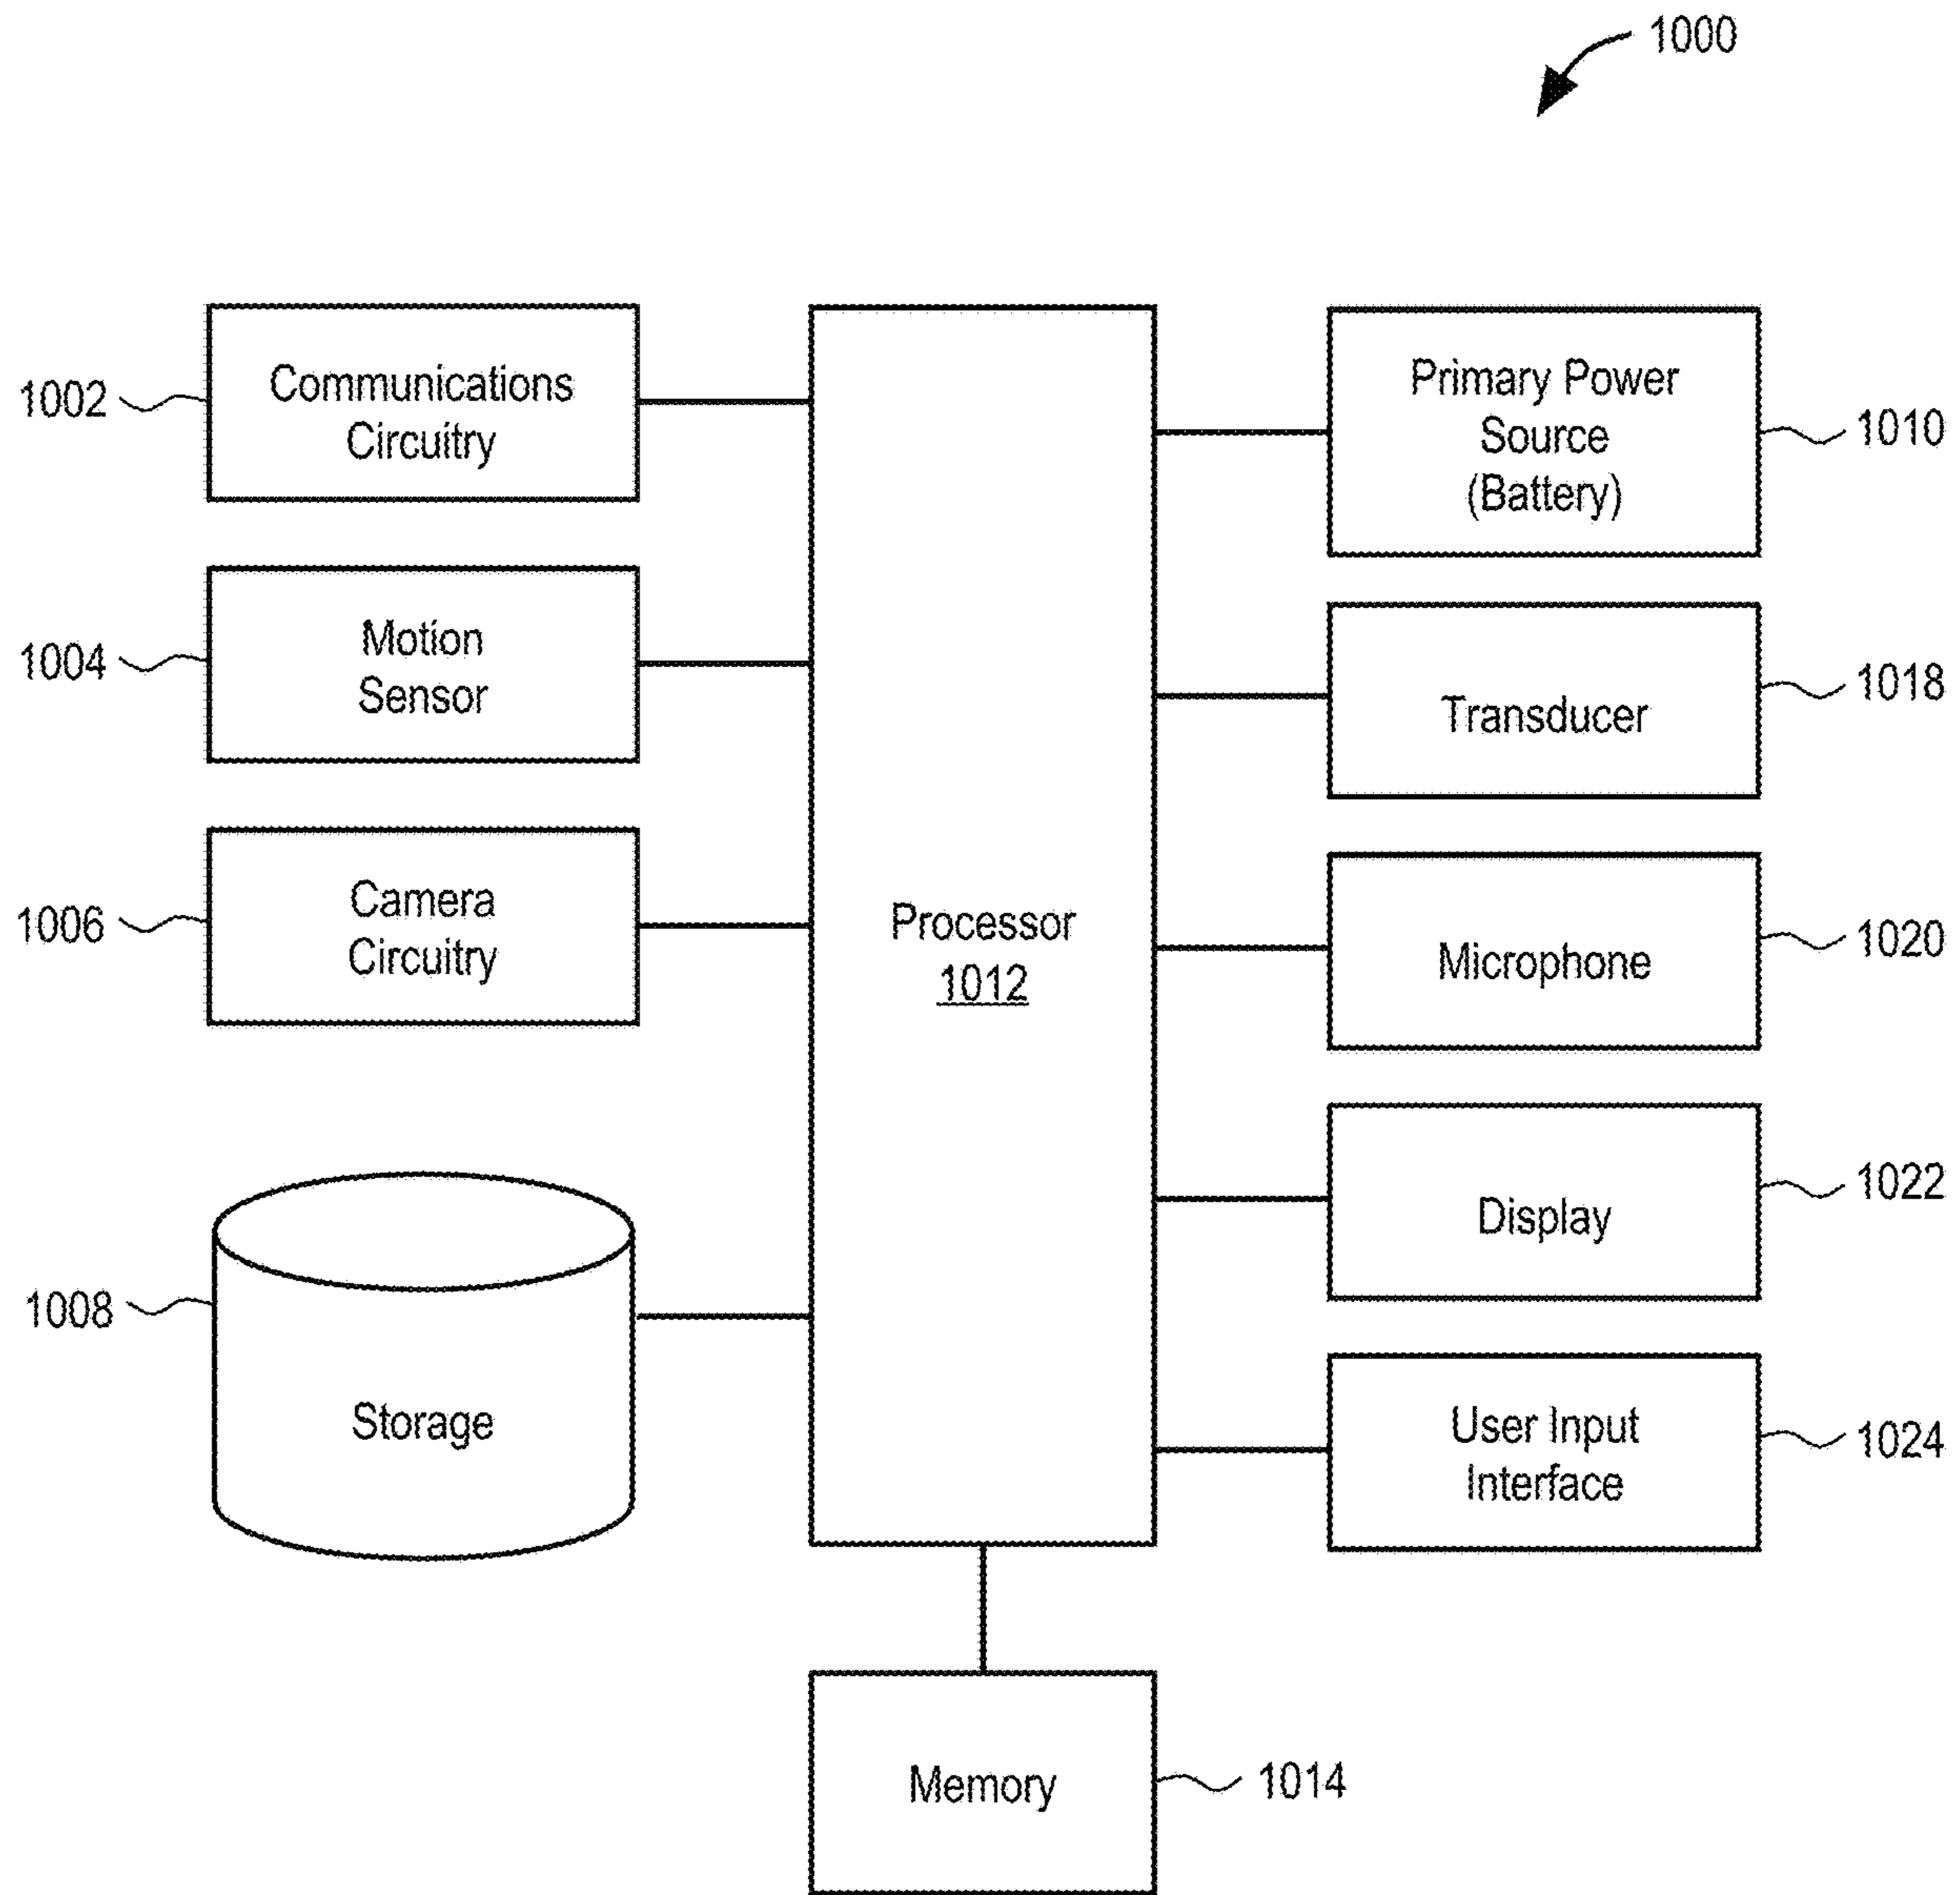 1000
1002
Communications
Circuitry
Primary Power
Source
(Battery)
1010
1004
Motion
Sensor
Transducer
1018
1006
Camera
Circuitry
Processor
1012
Microphone
1020
1008
Storage
Display
1022
User Input
Interface
1024
Memory
1014